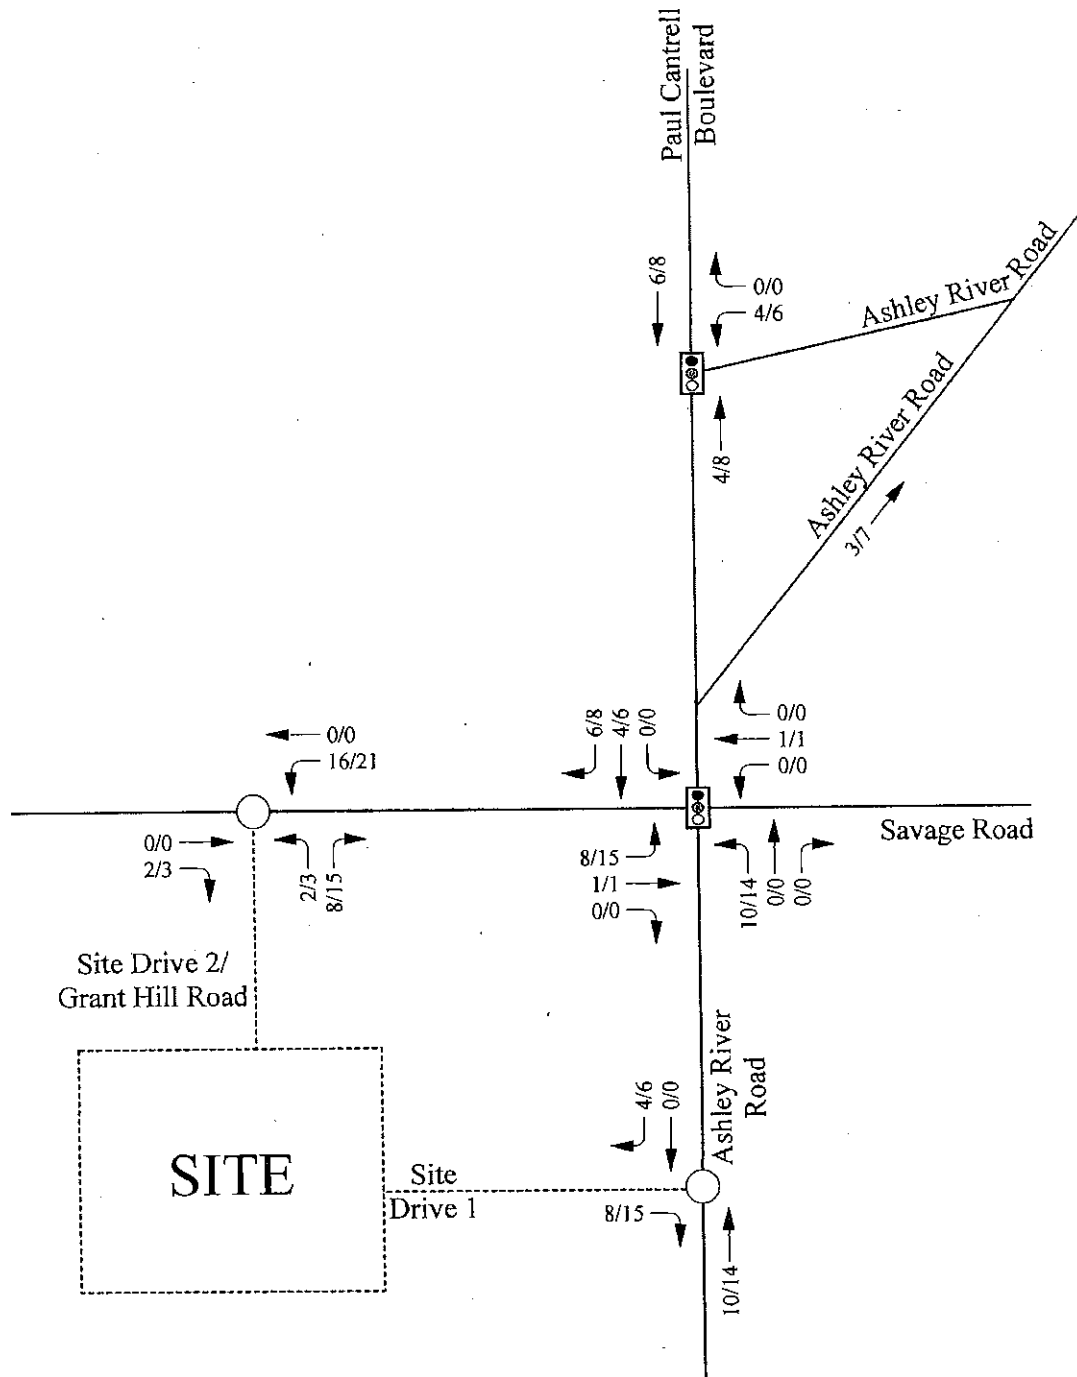 Paul Cantrell
Boulevard
6/8
0/0
4/6
Ashley River Road
4/8
Ashley River Road
3/7
6/8
4/6
0/0
0/0
1/1
0/0
0/0
16/21
0/0
2/3
2/3
8/15
8/15
1/1
0/0
10/14
0/0
0/0
Savage Road
Site Drive 2/
Grant Hill Road
Ashley River
Road
4/6
0/0
SITE
Site
Drive 1
8/15
10/14